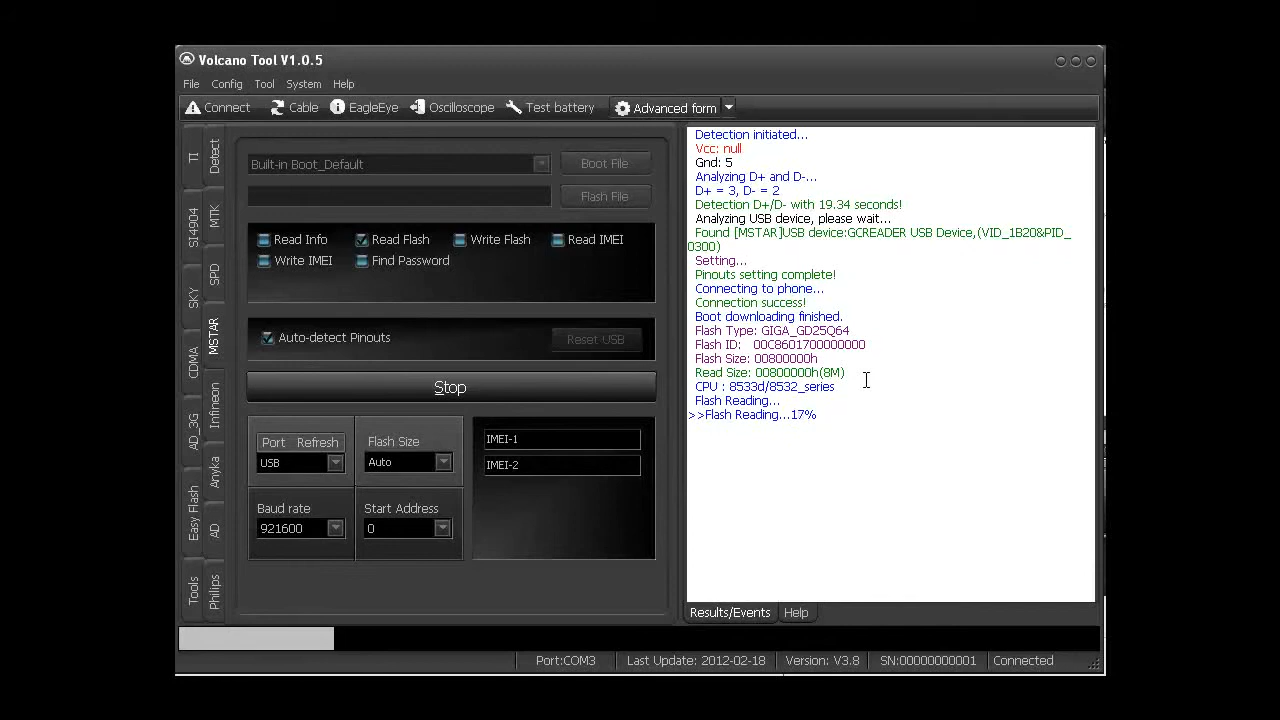 Volcano Tool V1.0.5
File Config Tool System Help
Connect Cable EagleEye Oscilloscope Test battery Advanced form
TI
SI4904
SKY
CDMA
AD_3G
Easy Flash
Tools
Detect
MTK
SPD
MSTAR
Infineon
Anyka
AD
Philips
Built-in Boot_Default Boot File
Flash File
Read Info Read Flash Write Flash Read IMEI
Write IMEI Find Password
Auto-detect Pinouts Reset USB
Stop
Port Refresh Flash Size
USB Auto
Baud rate Start Address
921600 0
IMEI-1
IMEI-2
Detection initiated...
Vcc: null
Gnd: 5
Analyzing D+ and D-...
D+ = 3, D- = 2
Detection D+/D- with 19.34 seconds!
Analyzing USB device, please wait...
Found [MSTAR]USB device:GCREADER USB Device,(VID_1B20&PID_
0300)
Setting...
Pinouts setting complete!
Connecting to phone...
Connection success!
Boot downloading finished.
Flash Type: GIGA_GD25Q64
Flash ID: 00C8601700000000
Flash Size: 00800000h
Read Size: 00800000h(8M)
CPU : 8533d/8532_series
Flash Reading...
>>Flash Reading...17%
Results/Events Help
Port:COM3 Last Update: 2012-02-18 Version: V3.8 SN:00000000001 Connected